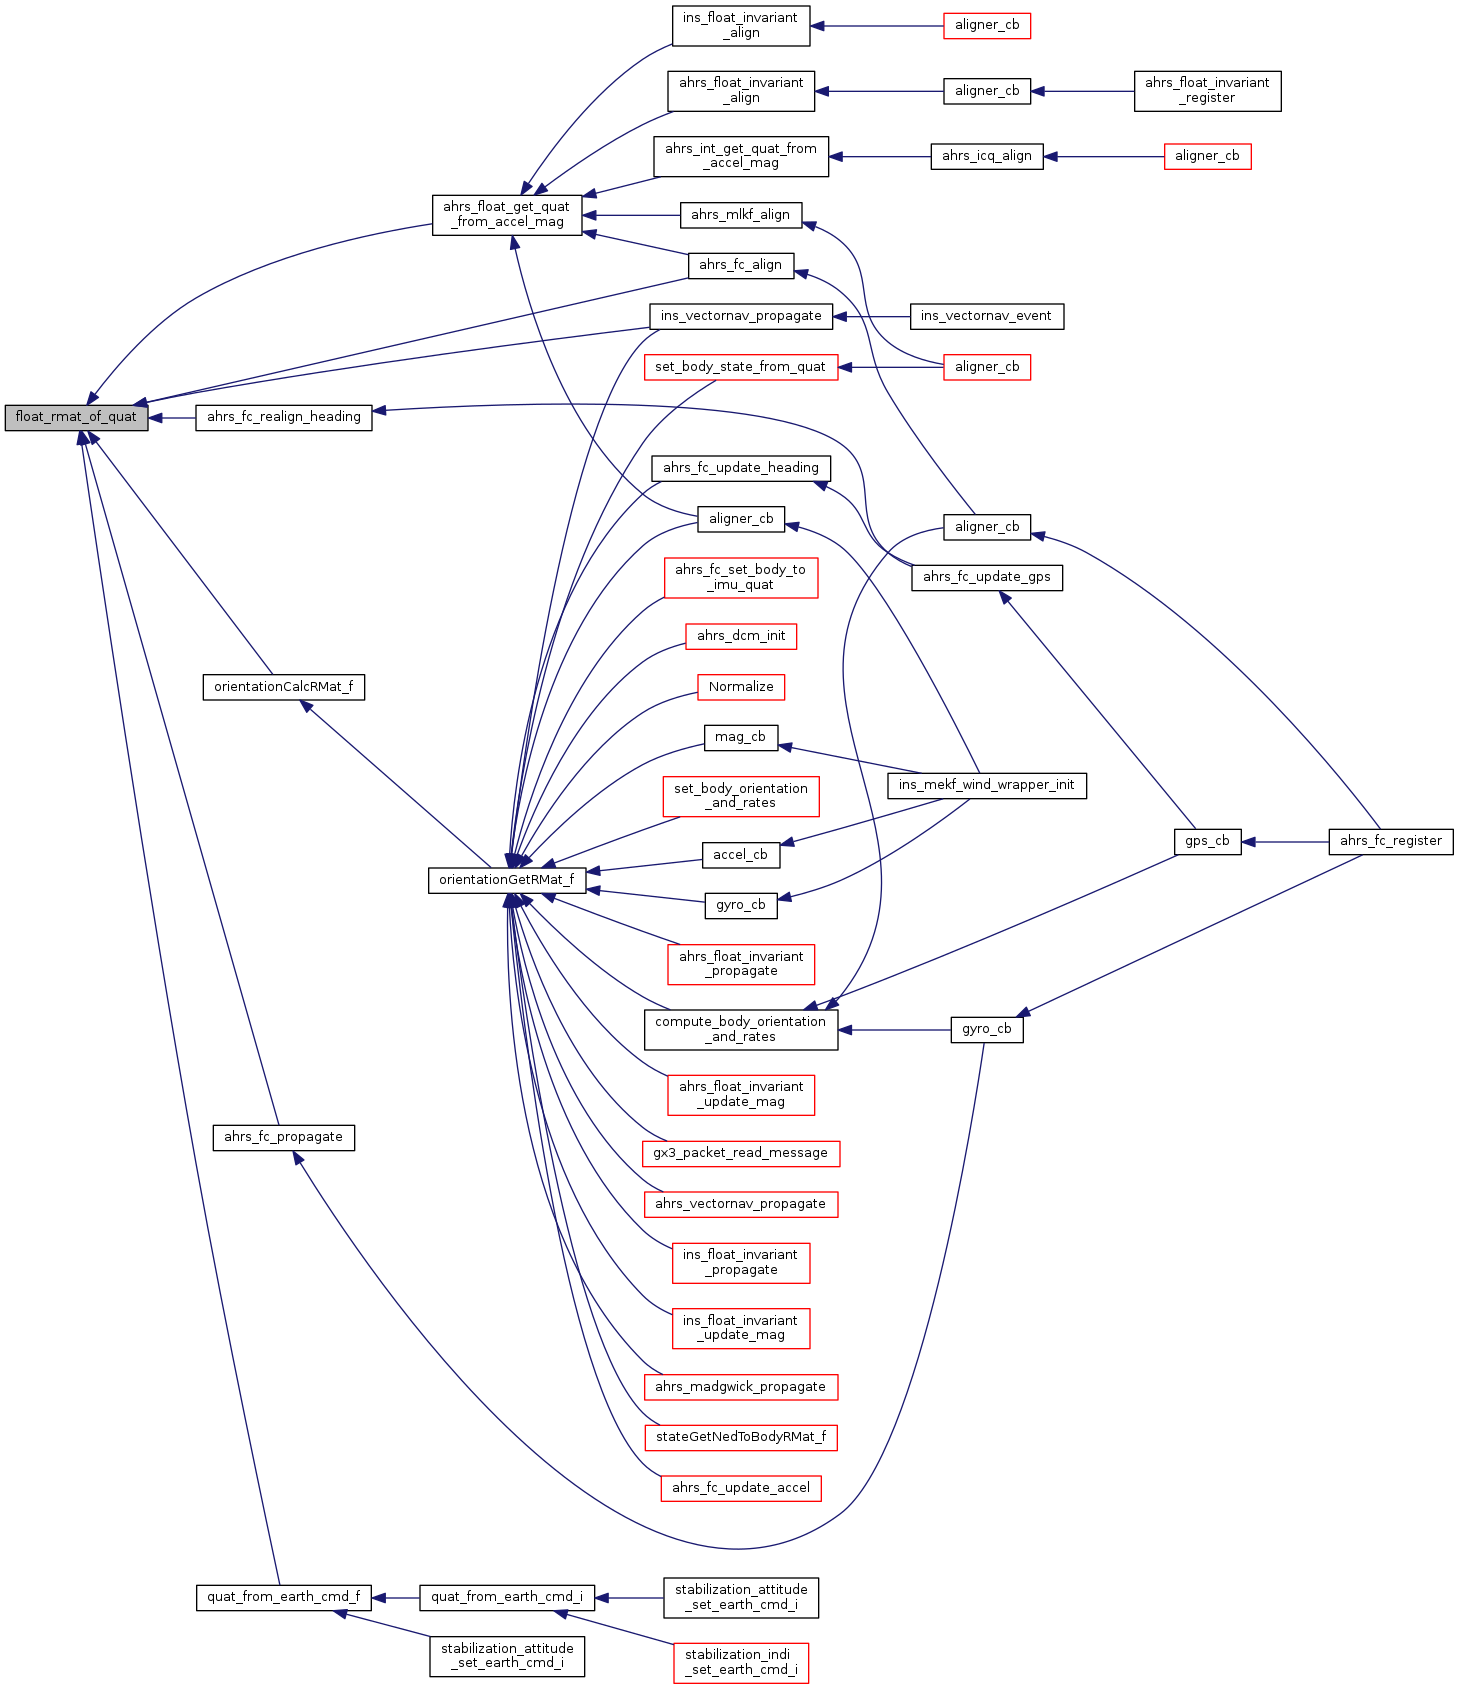 ins_float_invariant
_align
aligner_cb
ahrs_float_invariant
_align
aligner_cb
ahrs_float_invariant
_register
ahrs_int_get_quat_from
_accel_mag
ahrs_icq_align
aligner_cb
ahrs_float_get_quat
_from_accel_mag
ahrs_mlkf_align
ahrs_fc_align
ins_vectornav_propagate
ins_vectornav_event
set_body_state_from_quat
aligner_cb
float_rmat_of_quat
ahrs_fc_realign_heading
ahrs_fc_update_heading
aligner_cb
aligner_cb
ahrs_fc_set_body_to
_imu_quat
ahrs_fc_update_gps
ahrs_dcm_init
orientationCalcRMat_f
Normalize
mag_cb
set_body_orientation
_and_rates
ins_mekf_wind_wrapper_init
accel_cb
gps_cb
ahrs_fc_register
orientationGetRMat_f
gyro_cb
ahrs_float_invariant
_propagate
compute_body_orientation
_and_rates
gyro_cb
ahrs_float_invariant
_update_mag
ahrs_fc_propagate
gx3_packet_read_message
ahrs_vectornav_propagate
ins_float_invariant
_propagate
ins_float_invariant
_update_mag
ahrs_madgwick_propagate
stateGetNedToBodyRMat_f
ahrs_fc_update_accel
quat_from_earth_cmd_f
quat_from_earth_cmd_i
stabilization_attitude
_set_earth_cmd_i
stabilization_attitude
_set_earth_cmd_i
stabilization_indi
_set_earth_cmd_i